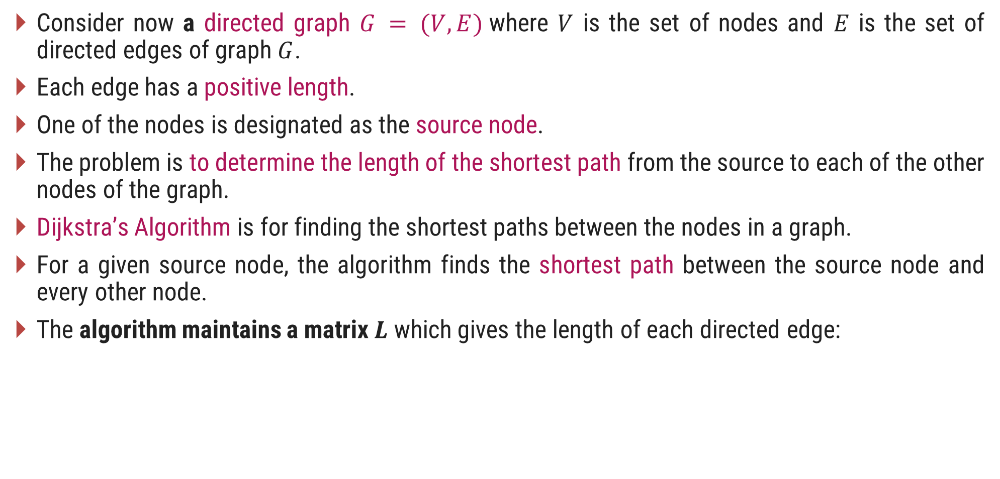 Consider now a directed graph G = (V, E) where V is the set of nodes and E is the set of
directed edges of graph G.
Each edge has a positive length.
One of the nodes is designated as the source node.
The problem is to determine the length of the shortest path from the source to each of the other
nodes of the graph.
Dijkstra’s Algorithm is for finding the shortest paths between the nodes in a graph.
For a given source node, the algorithm finds the shortest path between the source node and
every other node.
The algorithm maintains a matrix L which gives the length of each directed edge: